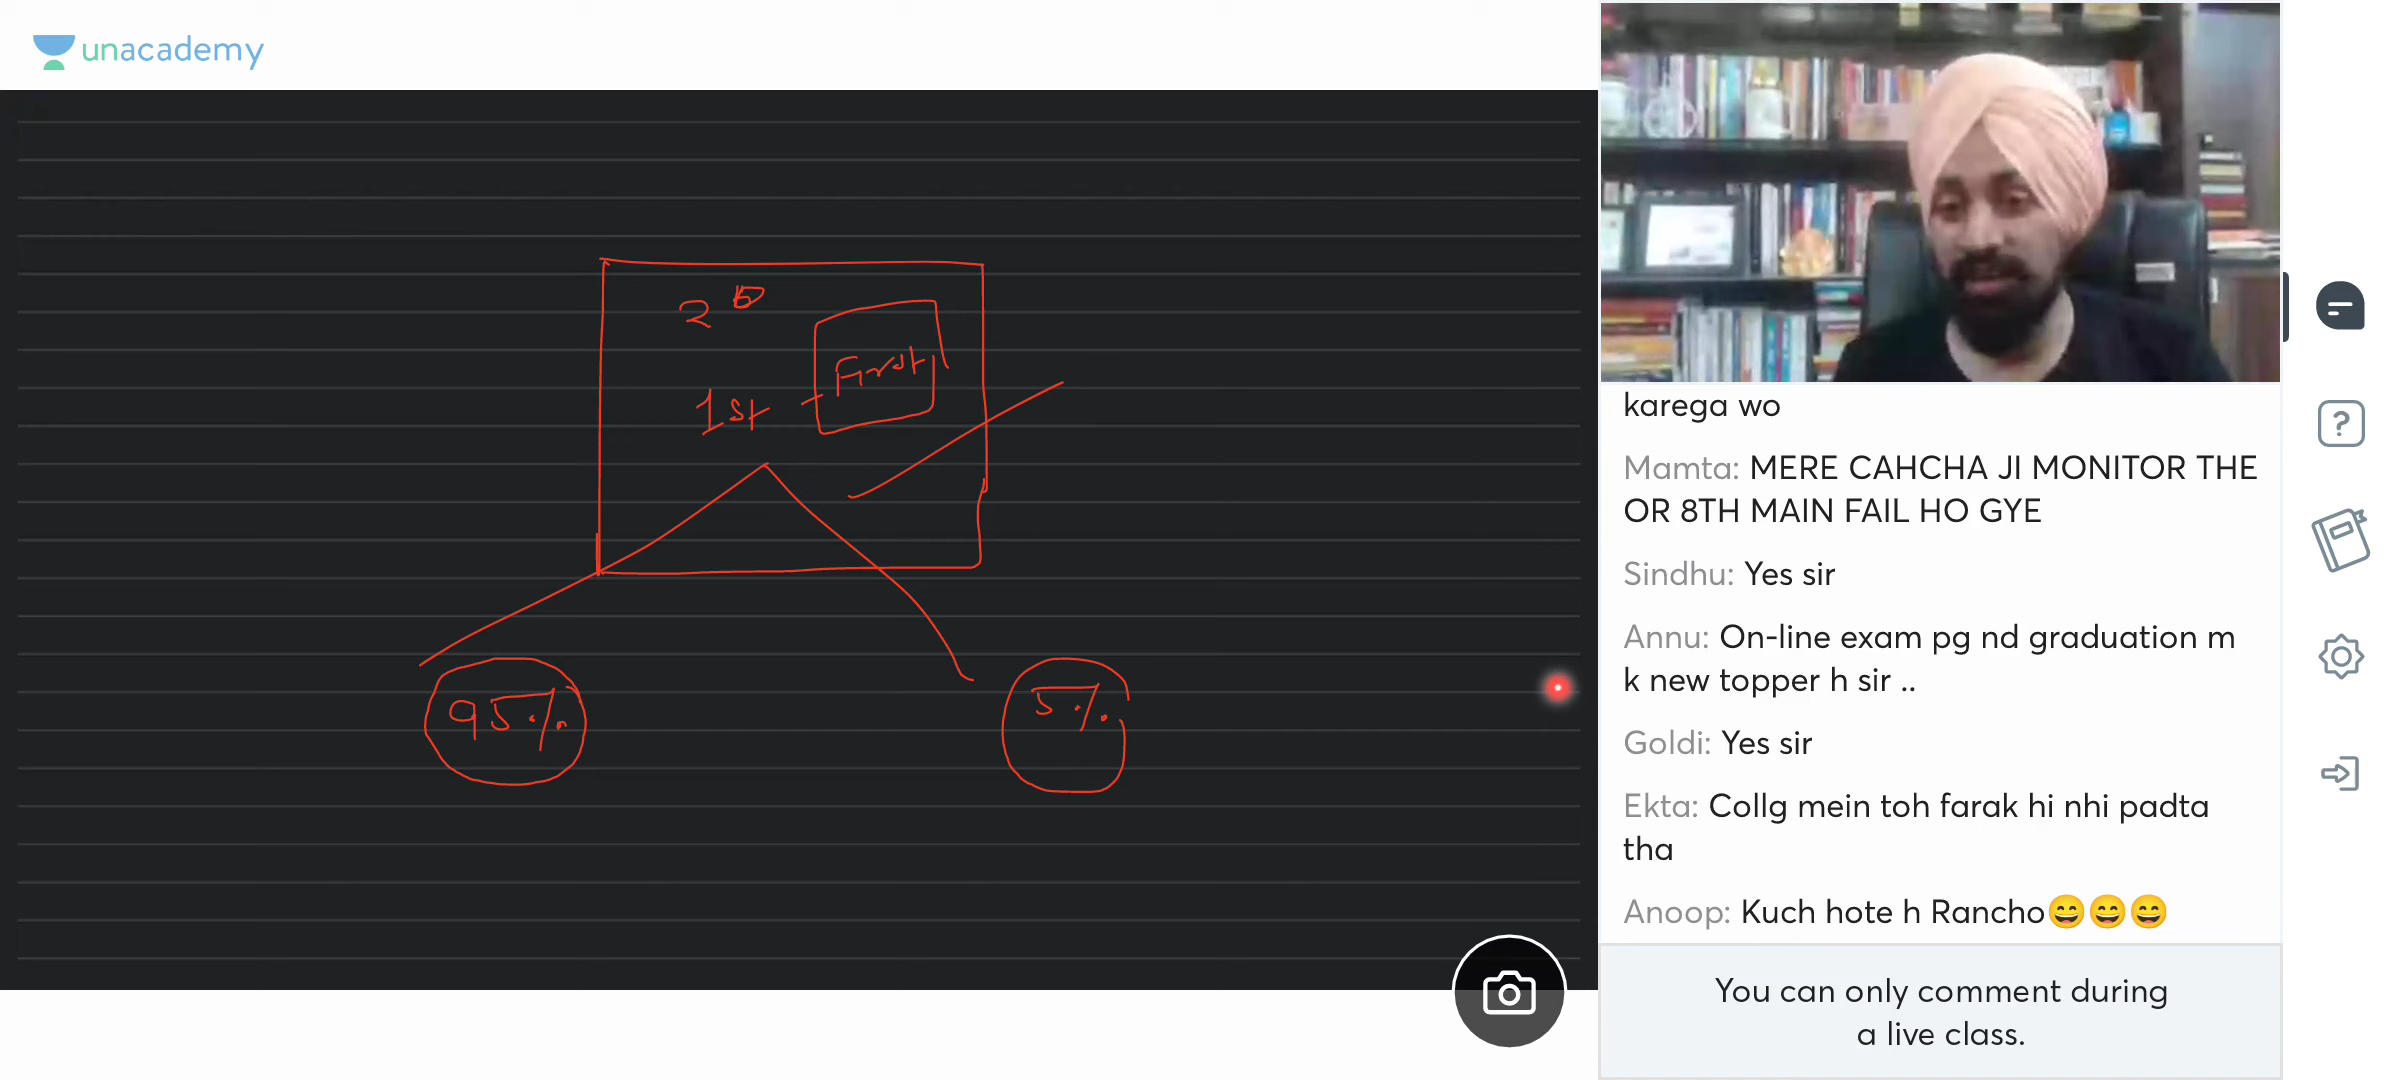 unacademy
2
1st - First
95%
5%
karega wo
Mamta: MERE CAHCHA JI MONITOR THE
OR 8TH MAIN FAIL HO GYE
Sindhu: Yes sir
Annu: On-line exam pg nd graduation m
k new topper h sir ..
Goldi: Yes sir
Ekta: Collg mein toh farak hi nhi padta
tha
Anoop: Kuch hote h Rancho😄😄😄
You can only comment during
a live class.